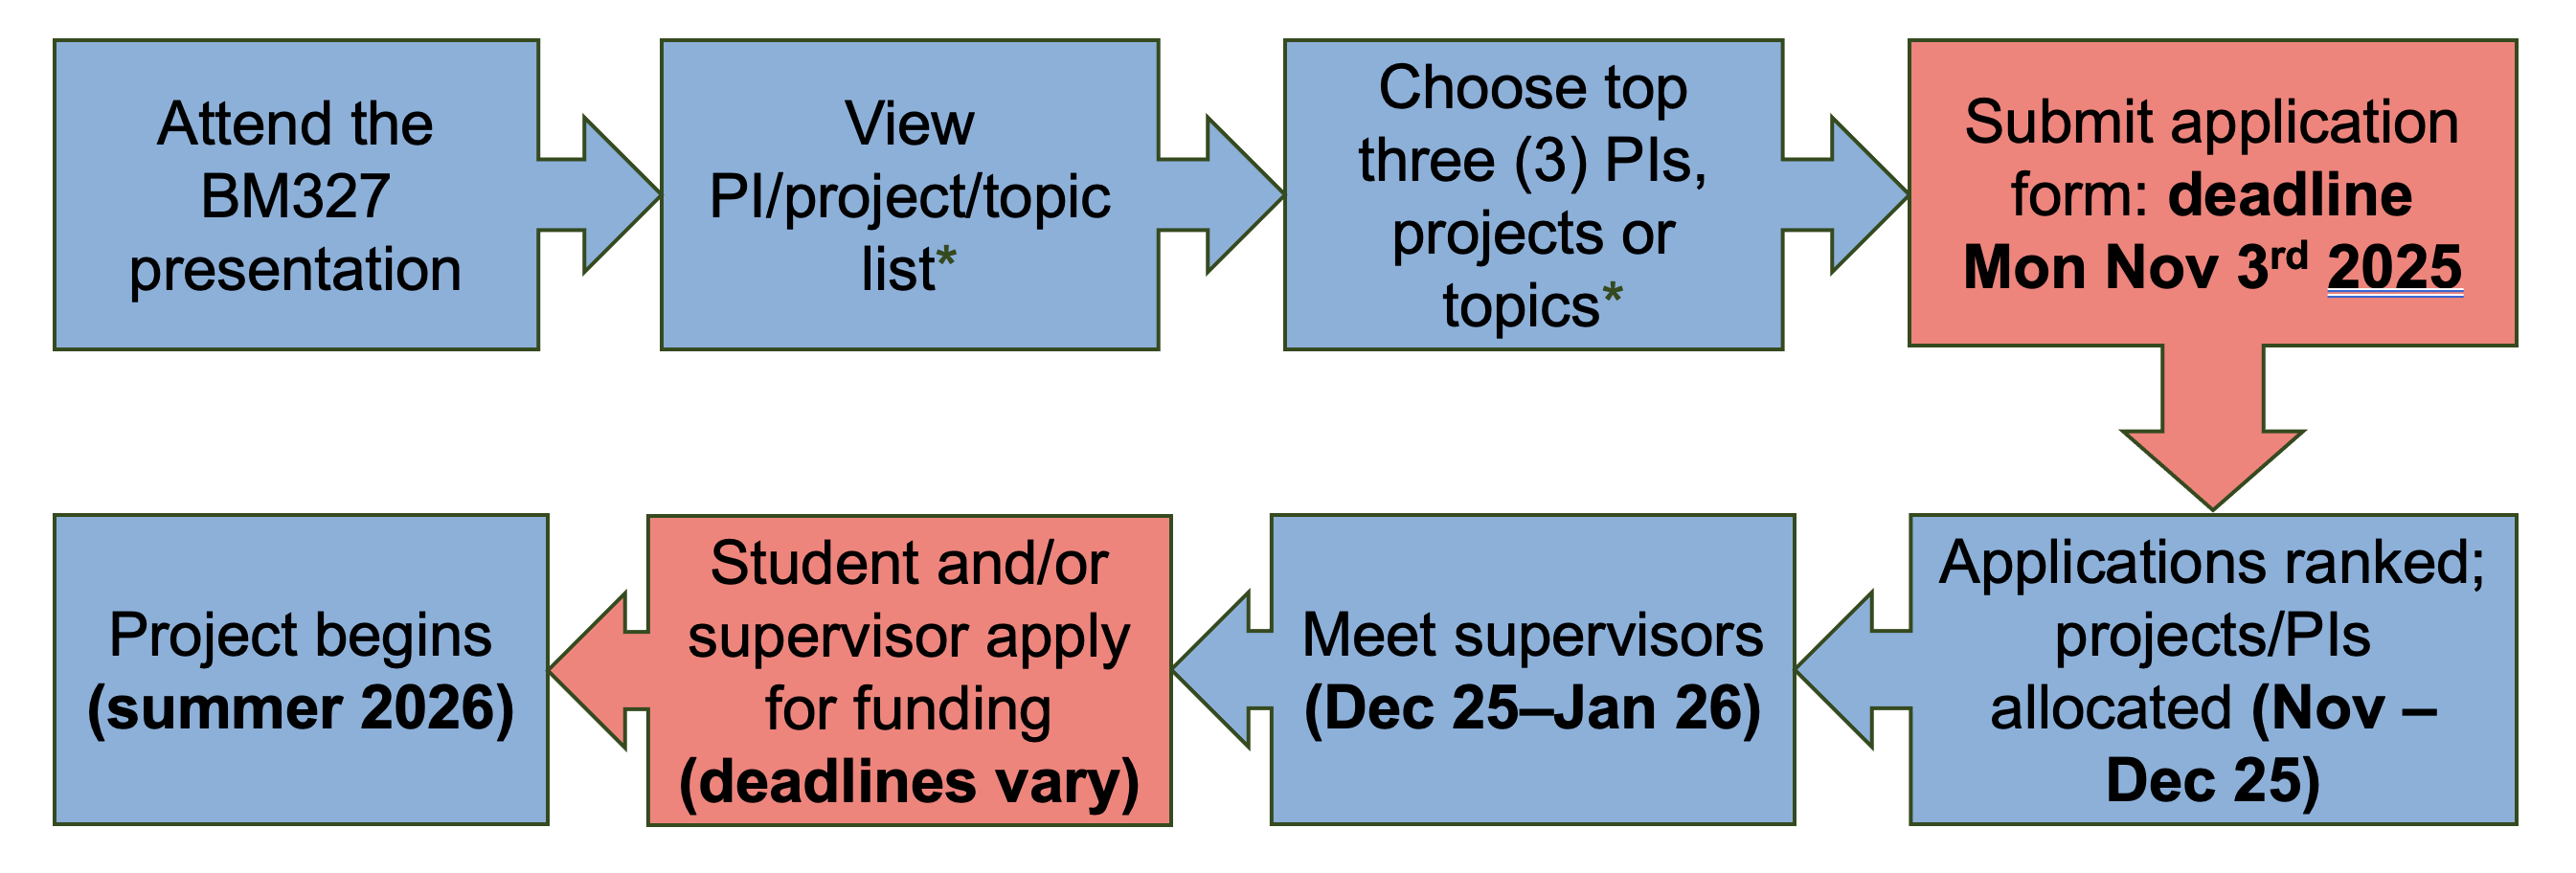 Attend the
BM327
presentation
View
PI/project/topic
list*
Choose top
three (3) PIs,
projects or
topics*
Submit application
form: deadline
Mon Nov 3rd 2025
Applications ranked;
projects/PIs
allocated (Nov –
Dec 25)
Meet supervisors
(Dec 25–Jan 26)
Student and/or
supervisor apply
for funding
(deadlines vary)
Project begins
(summer 2026)